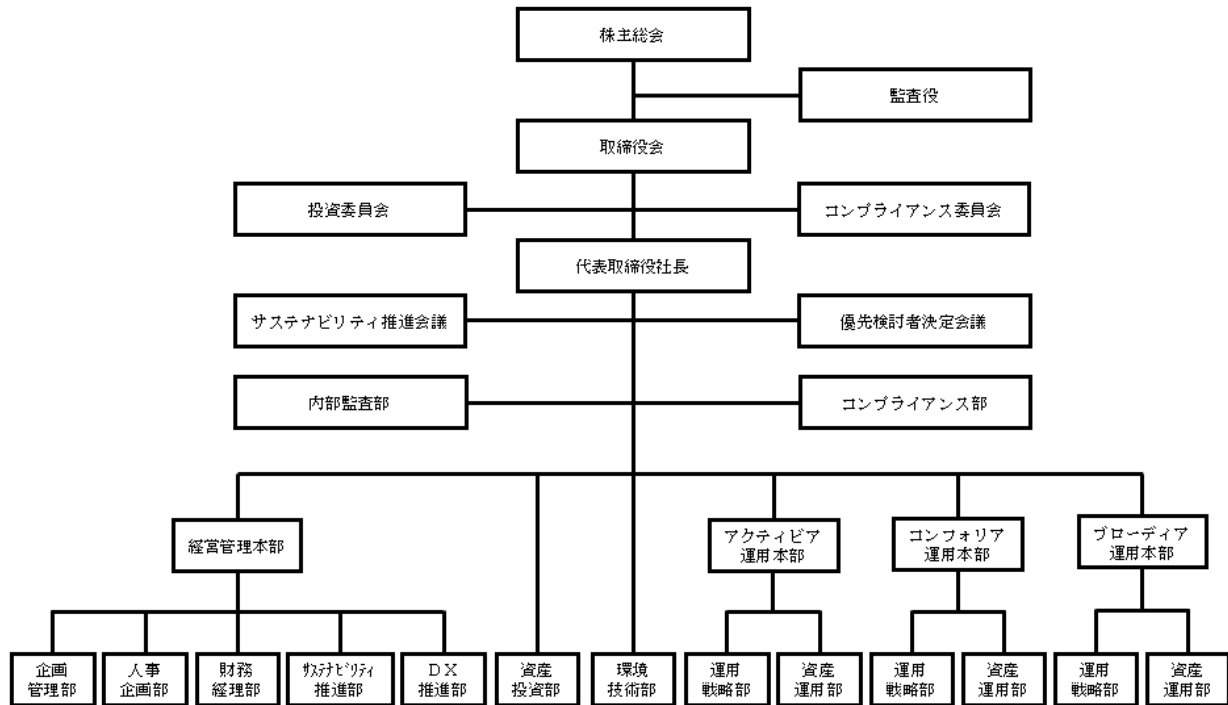 株主総会
監査役
取締役会
投資委員会
コンプライアンス委員会
代表取締役社長
サステナビリティ推進会議
優先検討者決定会議
内部監査部
コンプライアンス部
経営管理本部
アクティビア
運用本部
コンフォリア
運用本部
ブローディア
運用本部
企画
管理部
人事
企画部
財務
経理部
ｻｽﾃﾅﾋﾞﾘﾃｨ
推進部
ＤＸ
推進部
資産
投資部
環境
技術部
運用
戦略部
資産
運用部
運用
戦略部
資産
運用部
運用
戦略部
資産
運用部